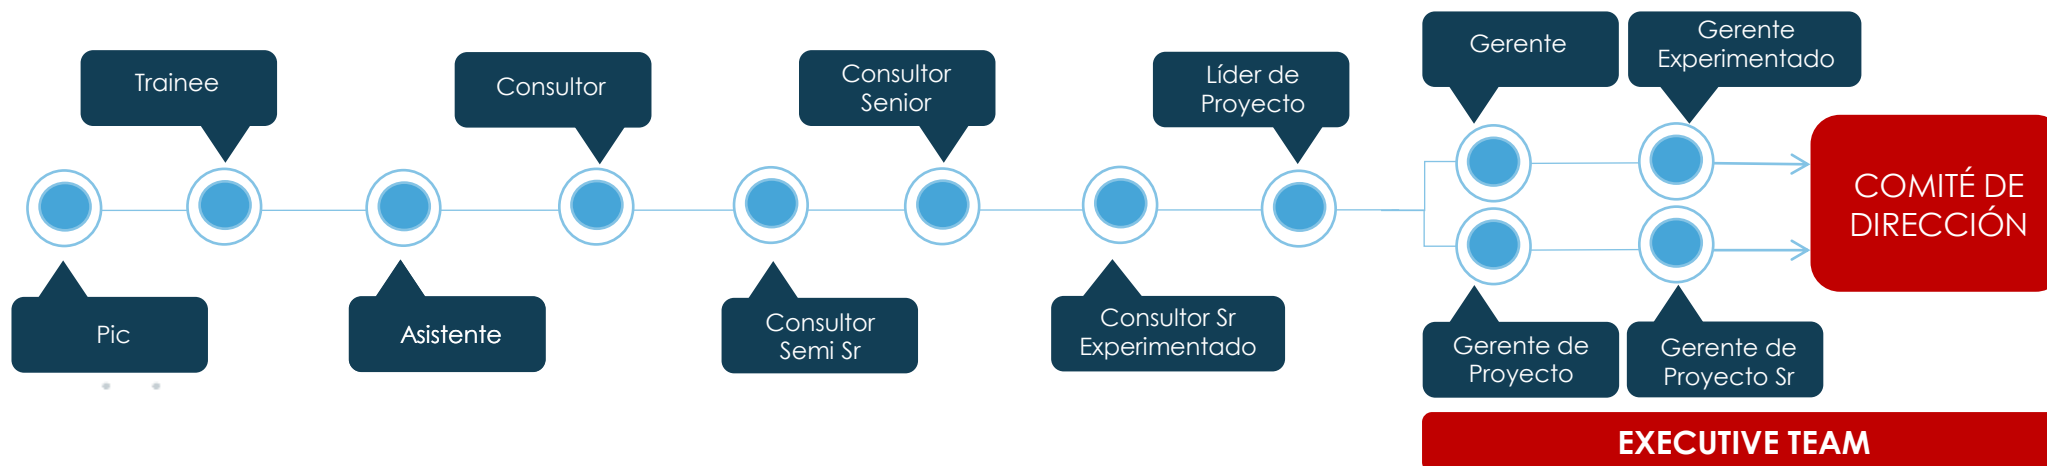 Trainee
Consultor
Consultor
Senior
Líder de
Proyecto
Gerente
Gerente
Experimentado
COMITÉ DE
DIRECCIÓN
Pic
Asistente
Consultor
Semi Sr
Consultor Sr
Experimentado
Gerente de
Proyecto
Gerente de
Proyecto Sr
EXECUTIVE TEAM